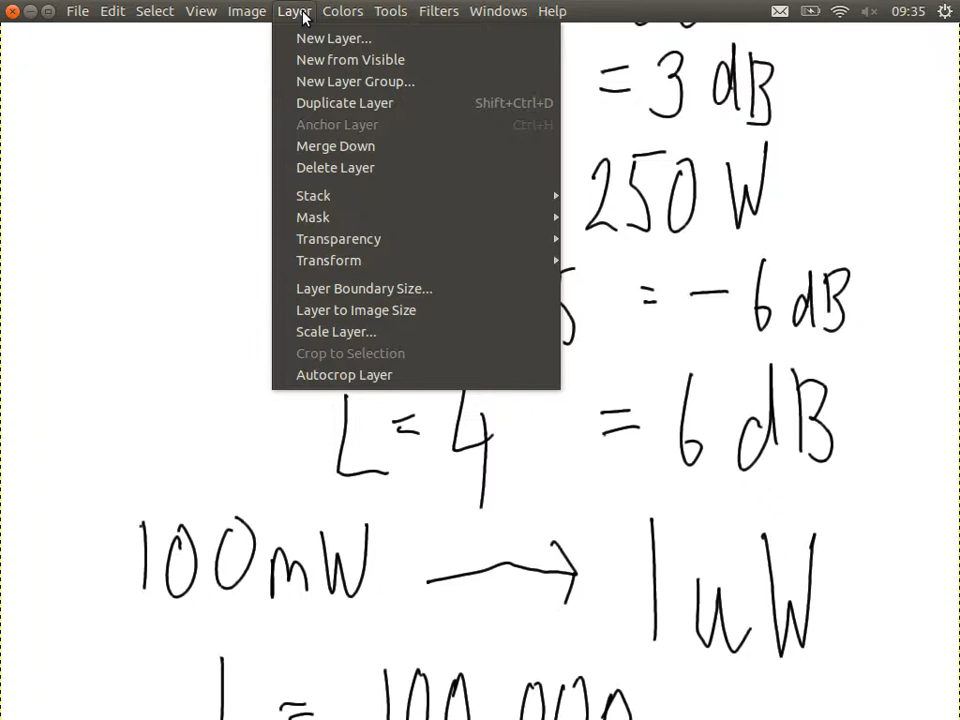 File Edit Select View Image Layer Colors Tools Filters Windows Help 09:35
New Layer...
New from Visible
New Layer Group...
Duplicate Layer Shift+Ctrl+D
Anchor Layer Ctrl+H
Merge Down
Delete Layer
Stack
Mask
Transparency
Transform
Layer Boundary Size...
Layer to Image Size
Scale Layer...
Crop to Selection
Autocrop Layer
= 3 dB
250 W
= - 6 dB
L = 4 = 6 dB
100mW → 1uW
= 100 000